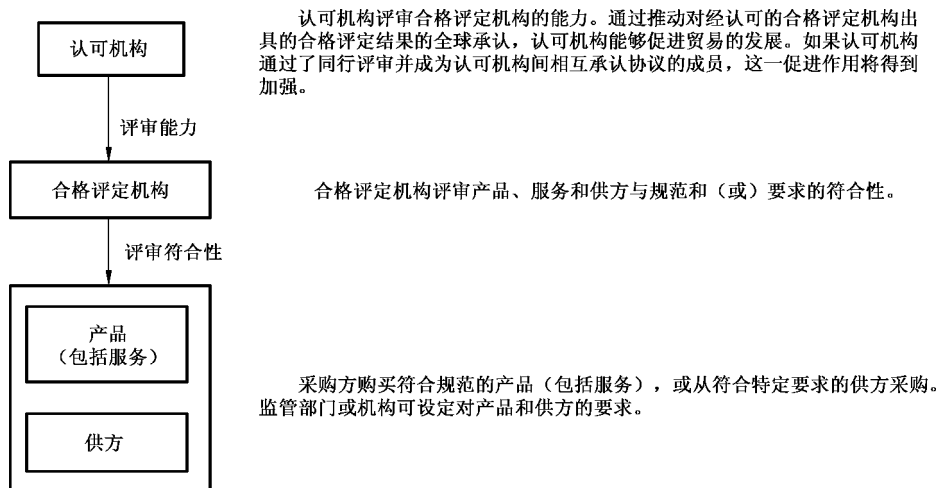 认可机构评审合格评定机构的能力。通过推动对经认可的合格评定机构出
具的合格评定结果的全球承认，认可机构能够促进贸易的发展。如果认可机构
通过了同行评审并成为认可机构间相互承认协议的成员，这一促进作用将得到
加强。
认可机构
评审能力
合格评定机构
合格评定机构评审产品、服务和供方与规范和（或）要求的符合性。
评审符合性
产品
（包括服务）
采购方购买符合规范的产品（包括服务），或从符合特定要求的供方采购。
监管部门或机构可设定对产品和供方的要求。
供方